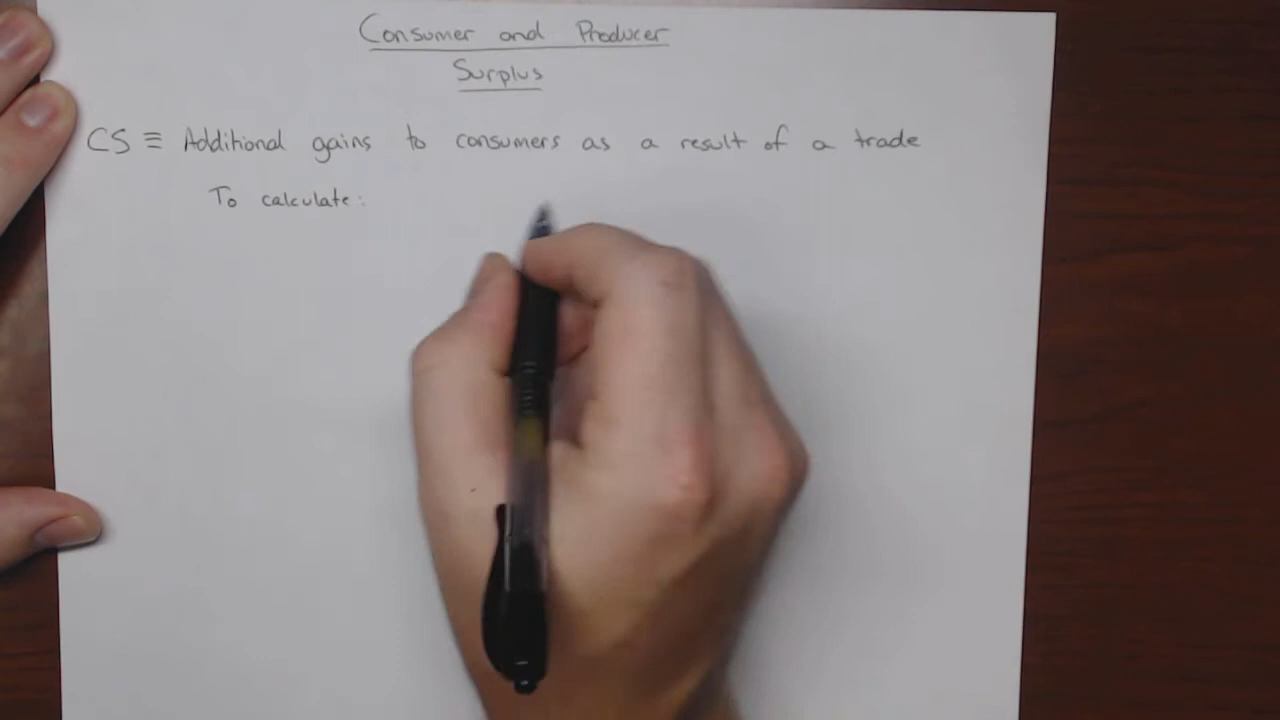 Consumer and Producer
Surplus
CS ≡ Additional gains to consumers as a result of a trade
To calculate: